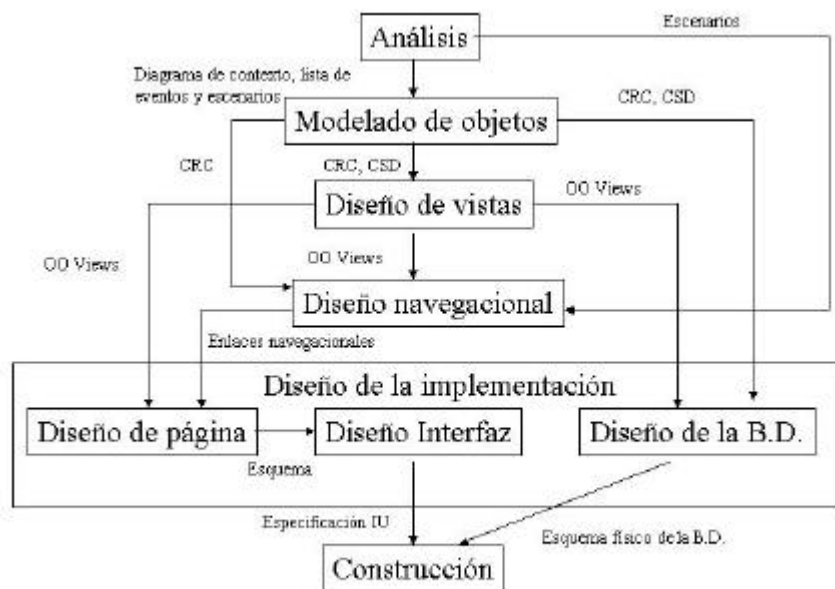 Análisis
Escenarios
Diagrama de contexto, lista de
eventos y escenarios
CRC, CSD
Modelado de objetos
CRC
CRC, CSD
Diseño de vistas
OO Views
OO Views
OO Views
Diseño navegacional
Enlaces navegacionales
Diseño de la implementación
Diseño de página
Diseño Interfaz
Diseño de la B.D.
Esquema
Especificación IU
Esquema físico de la B.D.
Construcción